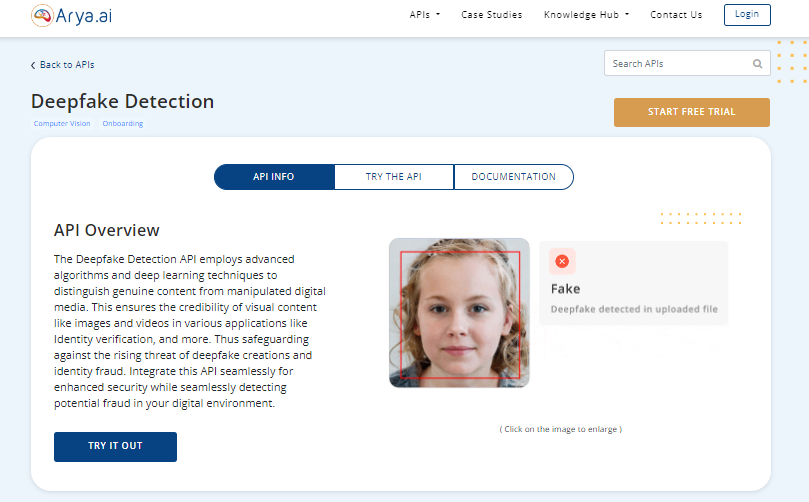 Arya.ai
APIs
Case Studies
Knowledge Hub
Contact Us
Login
Back to APIs
Search APIs
Deepfake Detection
START FREE TRIAL
Computer Vision
Onboarding
API INFO
TRY THE API
DOCUMENTATION
API Overview
The Deepfake Detection API employs advanced
algorithms and deep learning techniques to
distinguish genuine content from manipulated digital
media. This ensures the credibility of visual content
like images and videos in various applications like
Identity verification, and more. Thus safeguarding
against the rising threat of deepfake creations and
identity fraud. Integrate this API seamlessly for
enhanced security while seamlessly detecting
potential fraud in your digital environment.
TRY IT OUT
Fake
Deepfake detected in uploaded file
( Click on the image to enlarge )